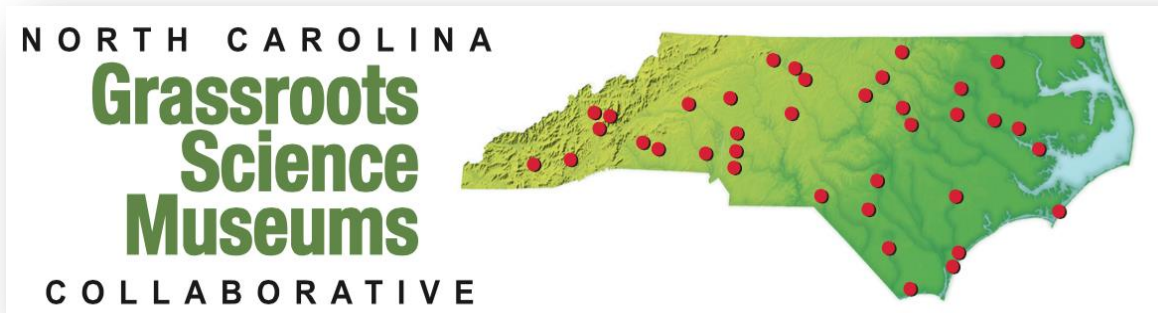 NORTH CAROLINA
Grassroots
Science
Museums
COLLABORATIVE